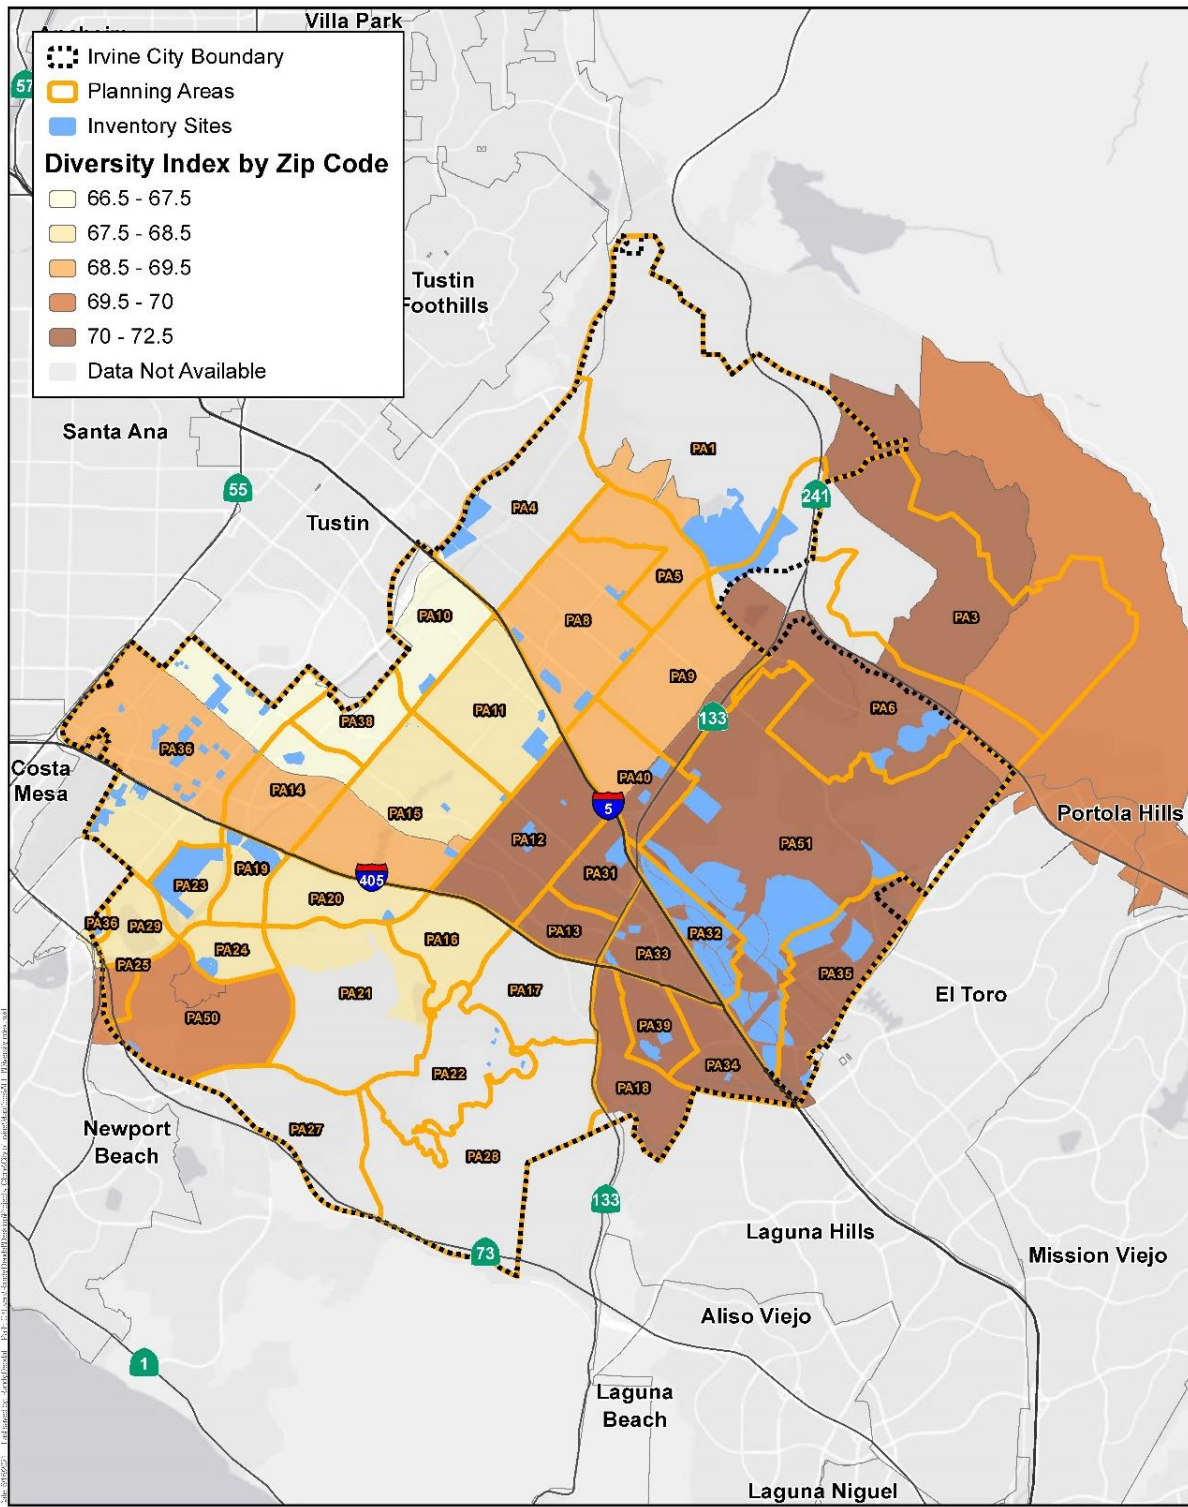 Villa Park
57
Irvine City Boundary
Planning Areas
Inventory Sites
Diversity Index by Zip Code
66.5 - 67.5
67.5 - 68.5
68.5 - 69.5
69.5 - 70
70 - 72.5
Data Not Available
Tustin
Foothills
Santa Ana
PA1
55
241
PA4
Tustin
PA5
PA10
PA8
PA3
PA9
PA11
PA6
PA38
133
PA36
Costa
Mesa
PA14
PA40
5
PA15
Portola Hills
PA12
PA51
PA19
PA31
405
PA23
PA20
PA36
PA29
PA13
PA32
PA16
PA24
PA33
PA25
PA35
PA21
PA17
El Toro
PA50
PA39
PA34
PA22
PA18
Newport
Beach
PA27
PA28
133
Laguna Hills
73
Mission Viejo
Aliso Viejo
1
Laguna
Beach
Laguna Niguel